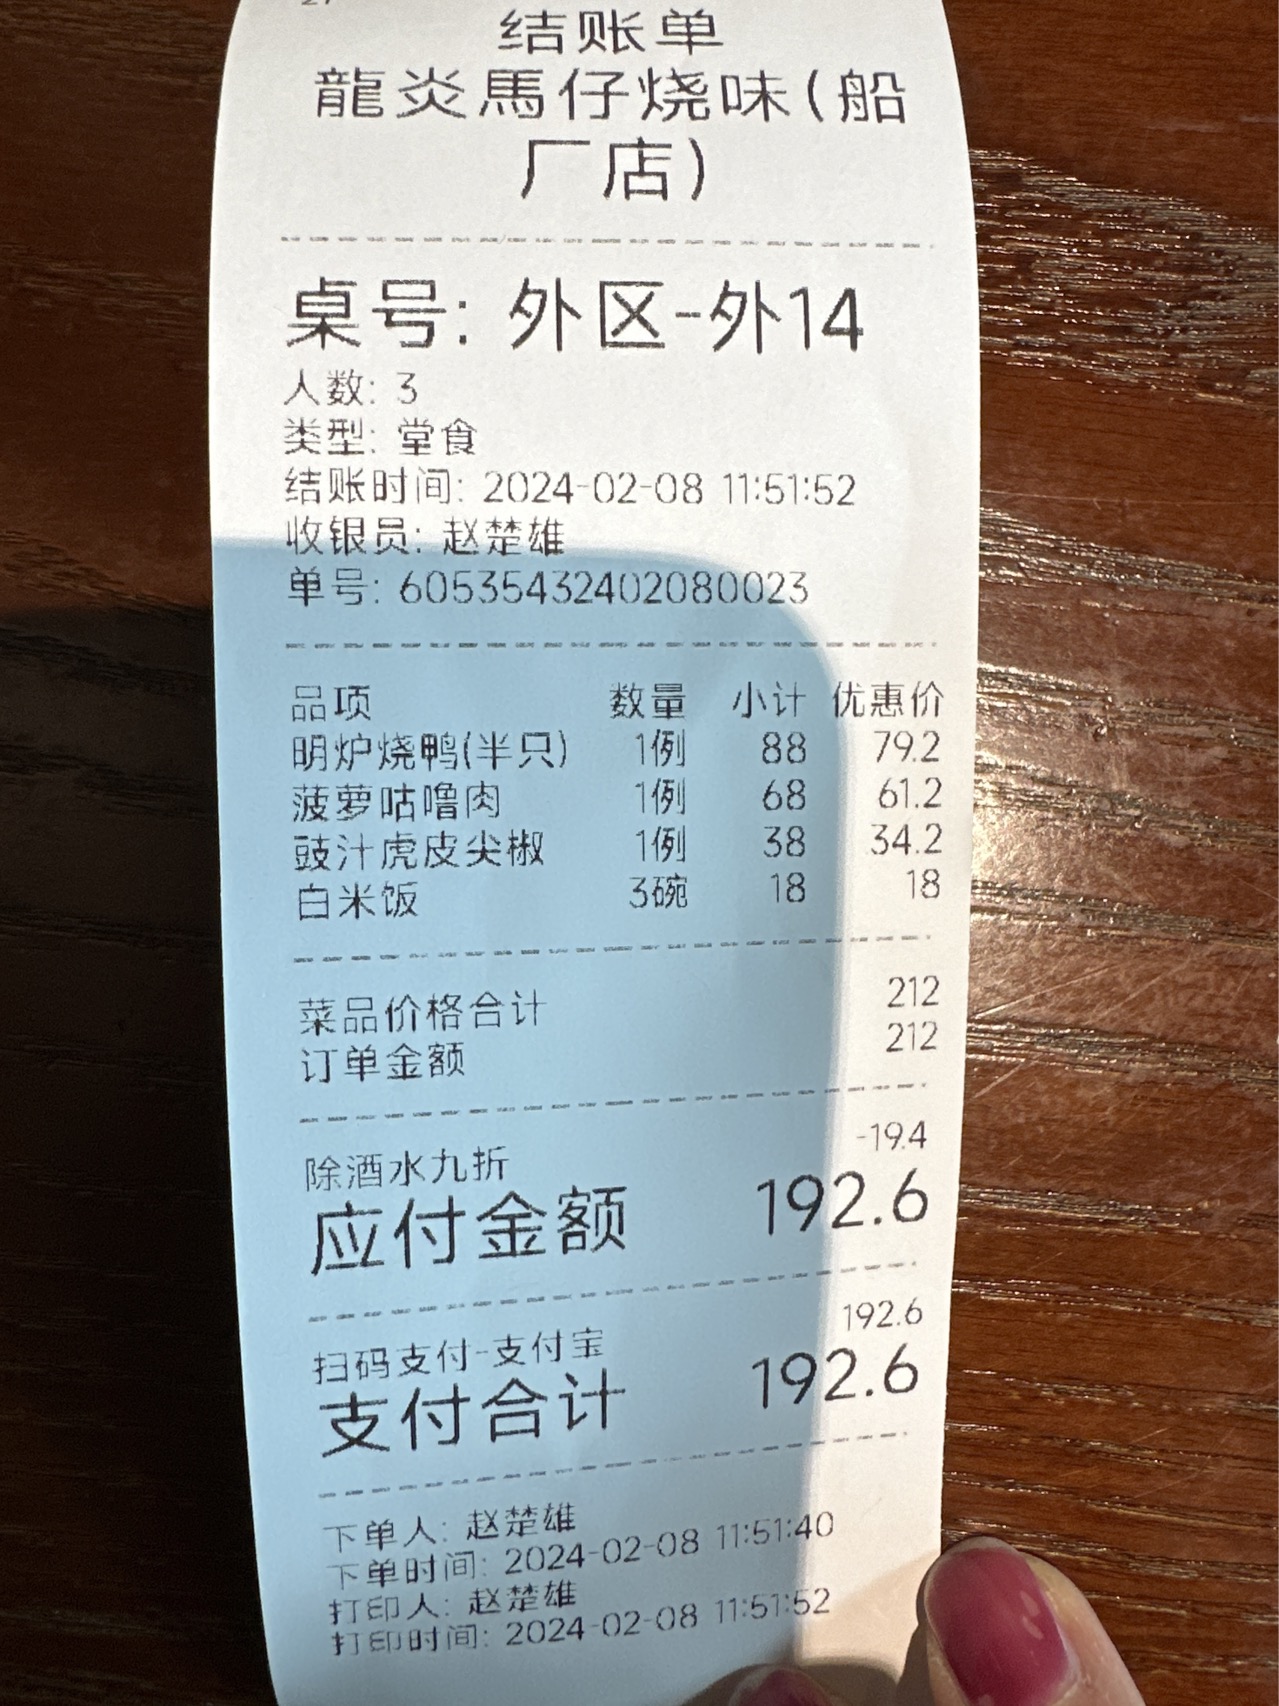 结账单
龍炎馬仔烧味(船
厂店)
桌号: 外区-外14
人数: 3
类型: 堂食
结账时间: 2024-02-08 11:51:52
收银员: 赵楚雄
单号: 60535432402080023
品项 数量 小计 优惠价
明炉烧鸭(半只) 1例 88 79.2
菠萝咕噜肉 1例 68 61.2
豉汁虎皮尖椒 1例 38 34.2
白米饭 3碗 18 18
菜品价格合计 212
订单金额 212
除酒水九折 -19.4
应付金额 192.6
扫码支付-支付宝 192.6
支付合计 192.6
下单人: 赵楚雄
下单时间: 2024-02-08 11:51:40
打印人: 赵楚雄
打印时间: 2024-02-08 11:51:52